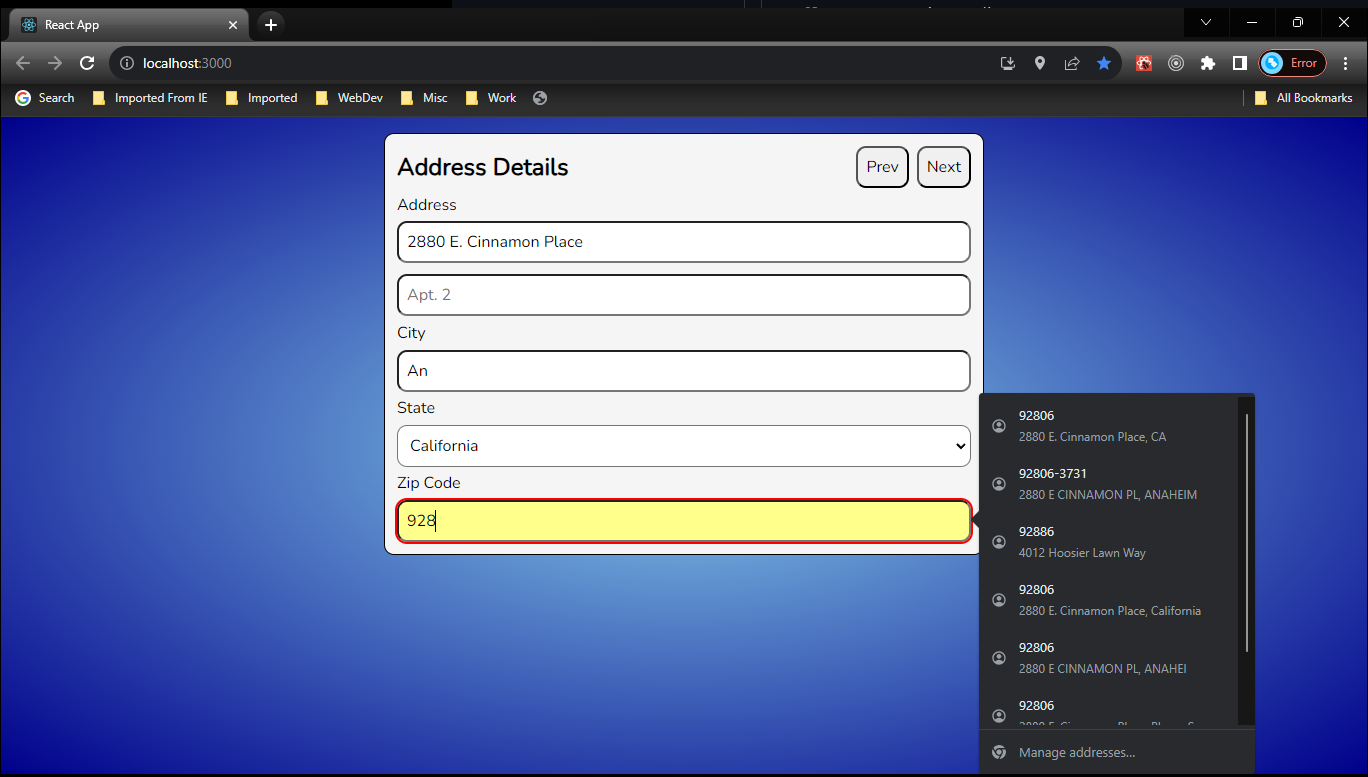 React App
localhost:3000
Error
Search Imported From IE Imported WebDev Misc Work All Bookmarks
Address Details Prev Next
Address
2880 E. Cinnamon Place
Apt. 2
City
An
State
California
Zip Code
928
92806
2880 E. Cinnamon Place, CA
92806-3731
2880 E CINNAMON PL, ANAHEIM
92886
4012 Hoosier Lawn Way
92806
2880 E. Cinnamon Place, California
92806
2880 E CINNAMON PL, ANAHEI
92806
Manage addresses...